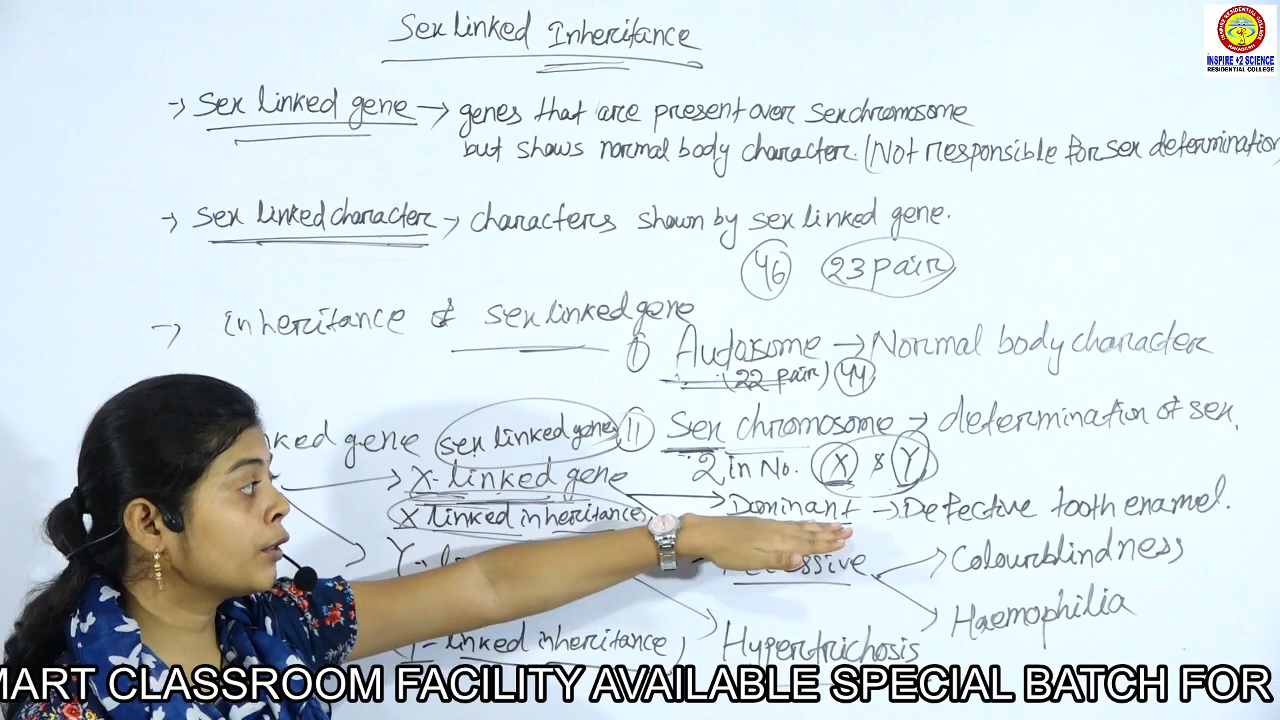 Sex linked Inheritance
INSPIRE +2 SCIENCE
RESIDENTIAL COLLEGE
→ Sex linked gene → genes that are present over sexchromosome
but shows normal body character. (Not responsible for sex determination
→ Sex linked character → characters shown by sex linked gene.
46 23 pair
→ inheritance of sex linked gene
① Autosome → Normal body character
(22 pair) 44
gene sex linked gene ⑪ Sex chromosome → determination of sex.
→ X-linked gene 2 in No. X & Y
Dominant → Defective tooth enamel.
X linked inheritance
Colourblindness
Haemophilia
linked inheritance Hypertrichosis
MART CLASSROOM FACILITY AVAILABLE SPECIAL BATCH FOR